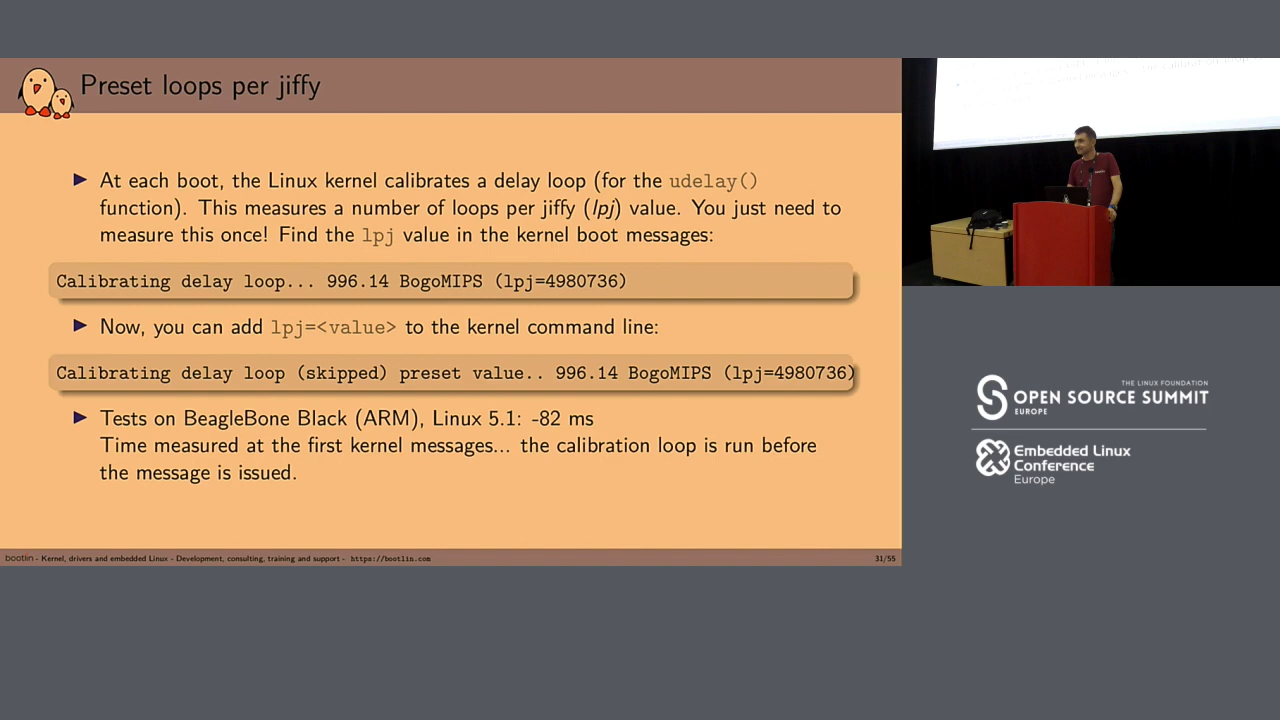 Preset loops per jiffy
▶ At each boot, the Linux kernel calibrates a delay loop (for the udelay()
function). This measures a number of loops per jiffy (lpj) value. You just need to
measure this once! Find the lpj value in the kernel boot messages:
Calibrating delay loop... 996.14 BogoMIPS (lpj=4980736)
▶ Now, you can add lpj=<value> to the kernel command line:
Calibrating delay loop (skipped) preset value.. 996.14 BogoMIPS (lpj=4980736)
▶ Tests on BeagleBone Black (ARM), Linux 5.1: -82 ms
Time measured at the first kernel messages... the calibration loop is run before
the message is issued.
bootlin - Kernel, drivers and embedded Linux - Development, consulting, training and support - https://bootlin.com
31/55
THE LINUX FOUNDATION
OPEN SOURCE SUMMIT
EUROPE
Embedded Linux
Conference
Europe